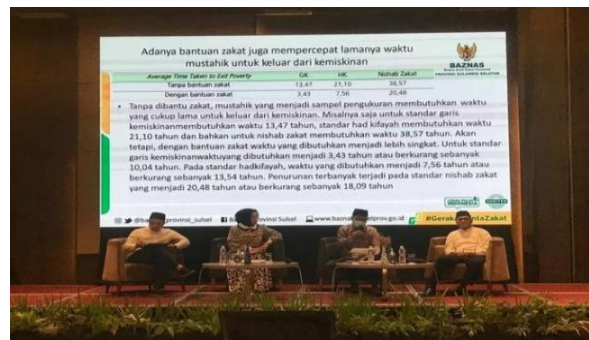 Adanya bantuan zakat juga mempercepat lamanya waktu
mustahik untuk keluar dari kemiskinan
BAZNAS
PROVINSI SULAWESI SELATAN
Average Time Taken to Exit Poverty GK HK Nishab Zakat
Tanpa bantuan zakat 13,47 21,10 38,57
Dengan bantuan zakat 3,43 7,56 20,48
• Tanpa dibantu zakat, mustahik yang menjadi sampel pengukuran membutuhkan waktu
yang cukup lama untuk keluar dari kemiskinan. Misalnya saja untuk standar garis
kemiskinanmembutuhkan waktu 13,47 tahun, standar had kifayah membutuhkan waktu
21,10 tahun dan bahkan untuk nishab zakat membutuhkan waktu 38,57 tahun. Akan
tetapi, dengan bantuan zakat waktu yang dibutuhkan menjadi lebih singkat. Untuk standar
garis kemiskinanwaktuyang dibutuhkan menjadi 3,43 tahun atau berkurang sebanyak
10,04 tahun. Pada standar hadkifayah, waktu yang dibutuhkan menjadi 7,56 tahun atau
berkurang sebanyak 13,54 tahun. Penurunan terbanyak terjadi pada standar nishab zakat
yang menjadi 20,48 tahun atau berkurang sebanyak 18,09 tahun
provinsi_sulsel Provinsi Sulsel #GerakanCintaZakat